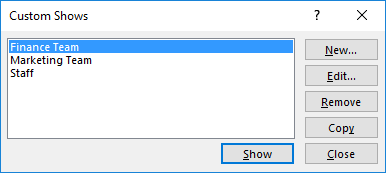 Custom Shows
Finance Team
Marketing Team
Staff
New...
Edit...
Remove
Copy
Show
Close